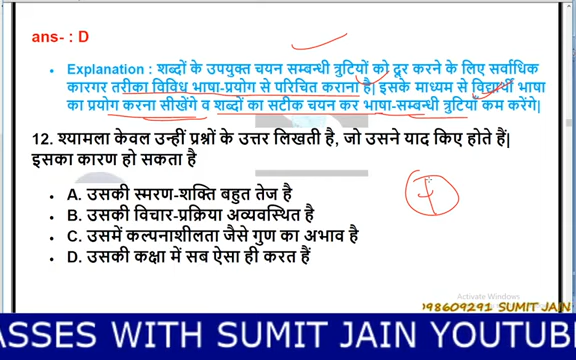 ans- : D
Explanation : शब्दों के उपयुक्त चयन सम्बन्धी त्रुटियों को दूर करने के लिए सर्वाधिक
कारगर तरीका विविध भाषा-प्रयोग से परिचित कराना है| इसके माध्यम से विद्यार्थी भाषा
का प्रयोग करना सीखेंगे व शब्दों का सटीक चयन कर भाषा-सम्बन्धी त्रुटियों कम करेंगे|
12. श्यामला केवल उन्हीं प्रश्नों के उत्तर लिखती है, जो उसने याद किए होते हैं|
इसका कारण हो सकता है
A. उसकी स्मरण-शक्ति बहुत तेज है
B. उसकी विचार-प्रक्रिया अव्यवस्थित है
C. उसमें कल्पनाशीलता जैसे गुण का अभाव है
D. उसकी कक्षा में सब ऐसा ही करत हैं
Activate Windows
98609291 SUMIT JAIN
ASSES WITH SUMIT JAIN YOUTUBE